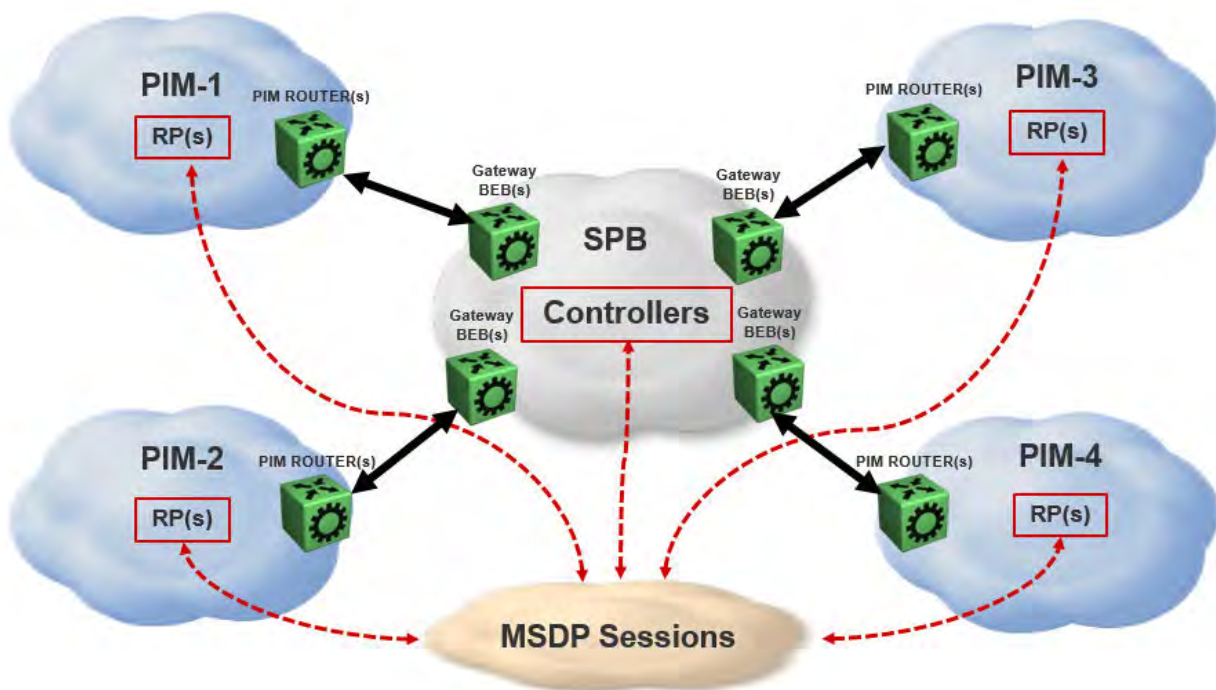 PIM-1
PIM ROUTER(s)
RP(s)
PIM-3
PIM ROUTER(s)
RP(s)
Gateway
BEB(s)
Gateway
BEB(s)
SPB
Controllers
Gateway
BEB(s)
Gateway
BEB(s)
PIM-2
PIM ROUTER(s)
RP(s)
PIM-4
PIM ROUTER(s)
RP(s)
MSDP Sessions